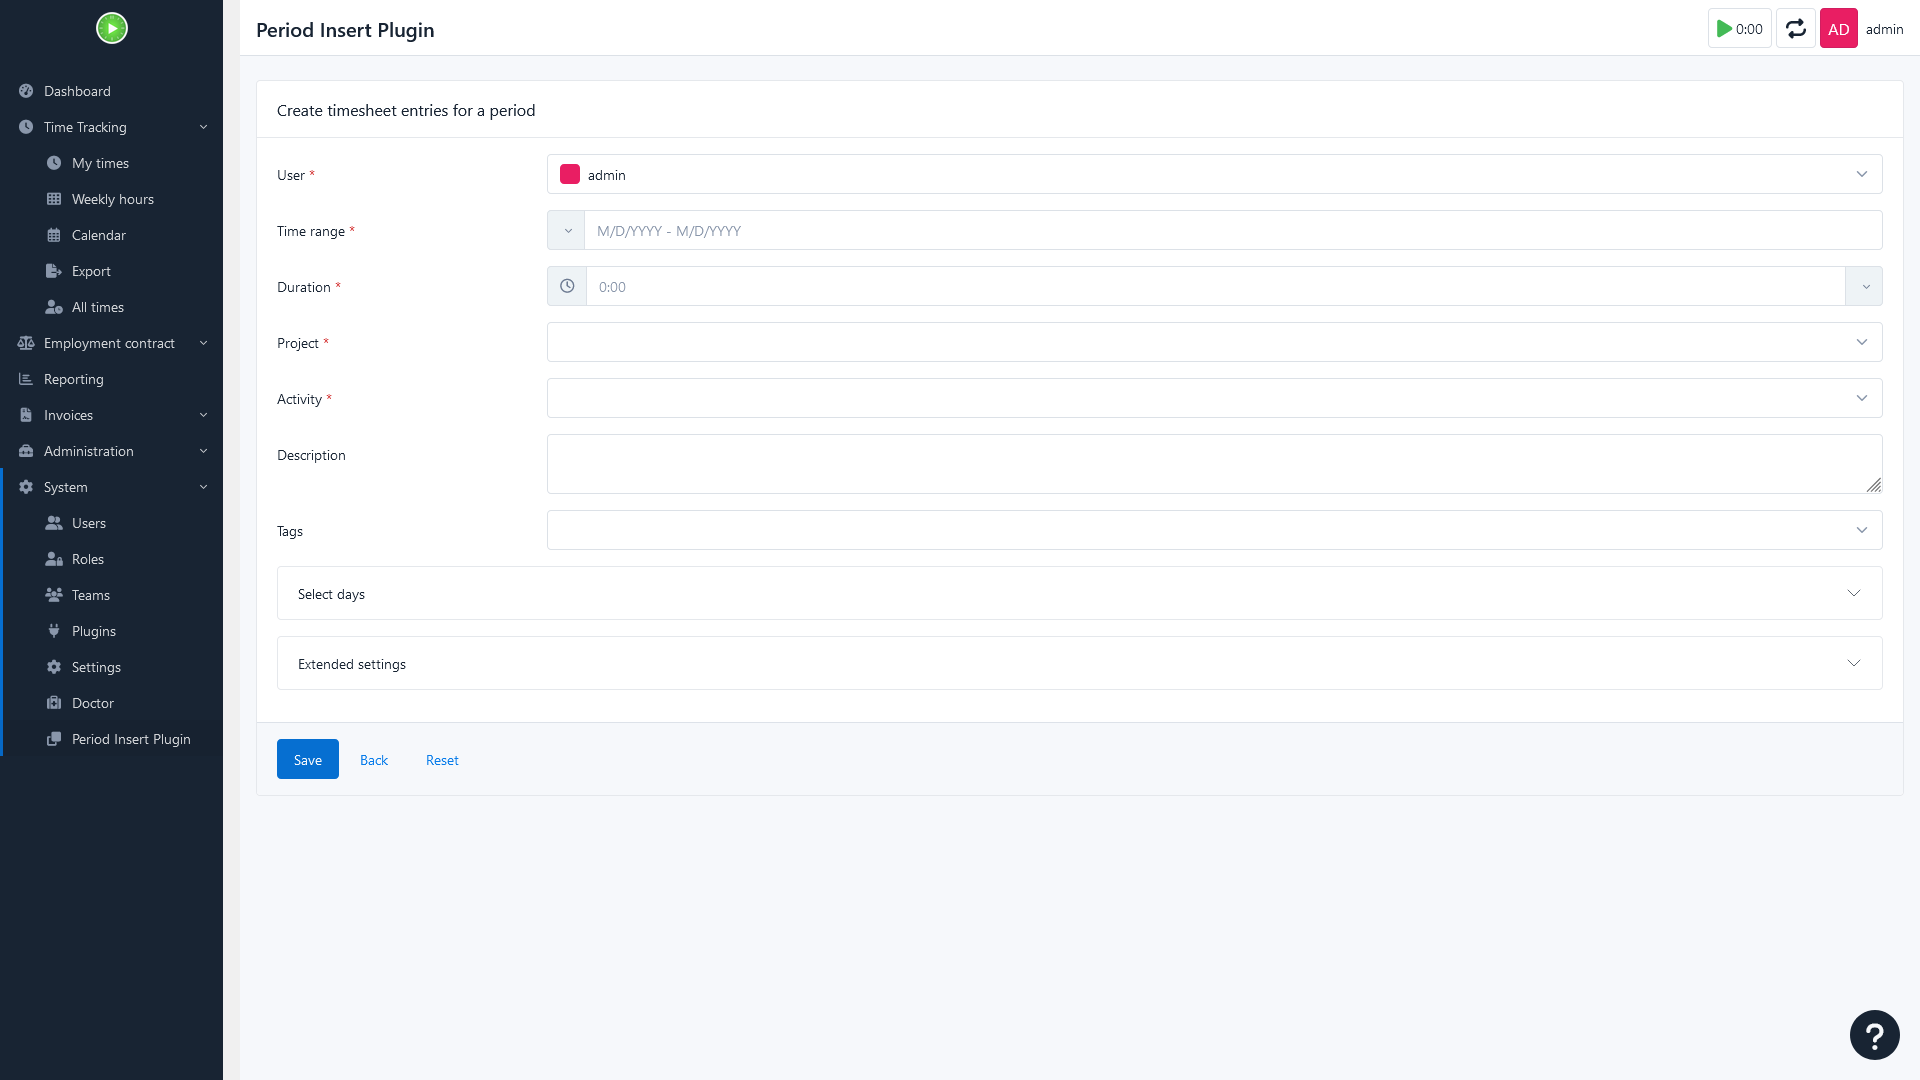 Period Insert Plugin
0:00
AD
admin
Dashboard
Time Tracking
My times
Weekly hours
Calendar
Export
All times
Employment contract
Reporting
Invoices
Administration
System
Users
Roles
Teams
Plugins
Settings
Doctor
Period Insert Plugin
Create timesheet entries for a period
User *
admin
Time range *
M/D/YYYY - M/D/YYYY
Duration *
0:00
Project *
Activity *
Description
Tags
Select days
Extended settings
Save
Back
Reset
?